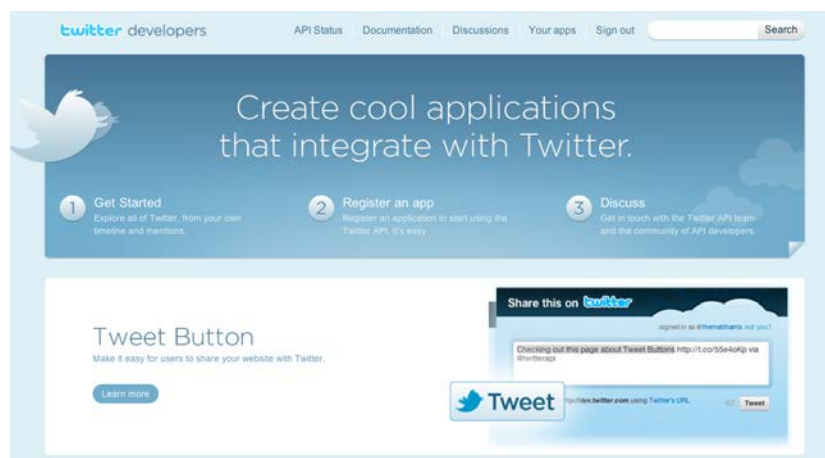 twitter developers
API Status Documentation Discussions Your apps Sign out Search
Create cool applications
that integrate with Twitter.
1 Get Started
Explore all of Twitter, from your own
timeline and mentions.
2 Register an app
Register an application to start using the
Twitter API. It's easy.
3 Discuss
Get in touch with the Twitter API team
and the community of API developers.
Tweet Button
Make it easy for users to share your website with Twitter.
Learn more
Share this on twitter
signed in as @themattharris not you?
Checking out this page about Tweet Buttons http://t.co/S5e4oKp via
@twitterapi
dev.twitter.com using Twitter's URL
Tweet
Tweet